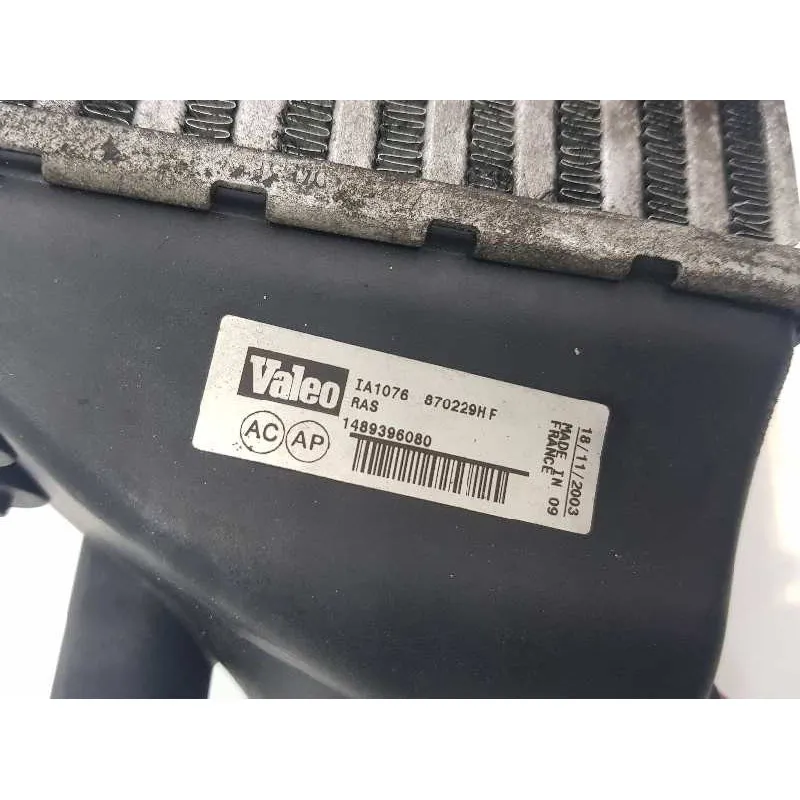 Valeo
IA1076 870229HF
RAS
AC AP
1489396080
18/11/2003
MADE IN 09
FRANCE